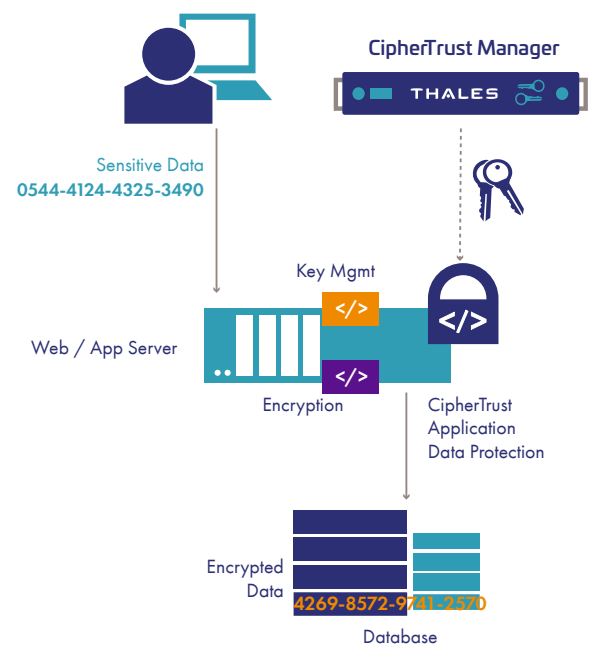 CipherTrust Manager
THALES
Sensitive Data
0544-4124-4325-3490
Key Mgmt
</>
</>
Web / App Server
</>
Encryption
CipherTrust
Application
Data Protection
Encrypted
Data
4269-8572-9741-2570
Database